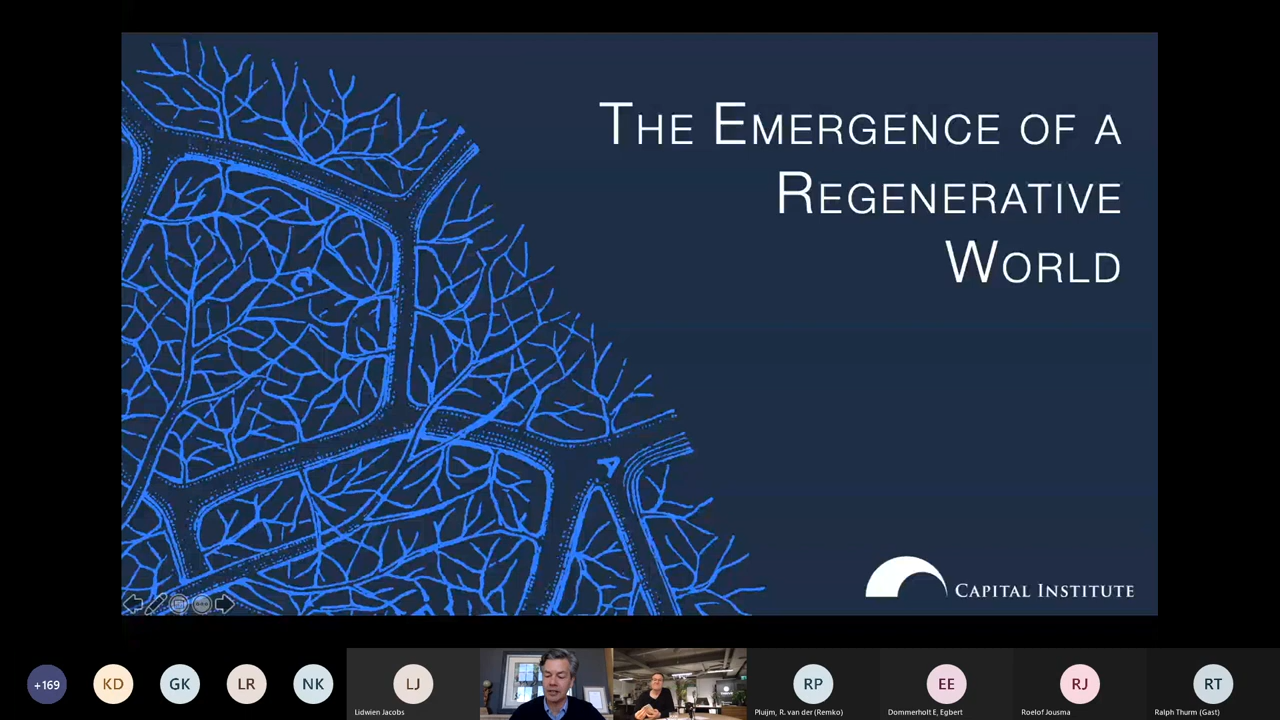 THE EMERGENCE OF A
REGENERATIVE
WORLD
C
A
CAPITAL INSTITUTE
+169
KD
GK
LR
NK
LJ
Lidwien Jacobs
RP
Pluijm, R. van der (Remko)
EE
Dommerholt E, Egbert
RJ
Roelof Jousma
RT
Ralph Thurm (Gast)